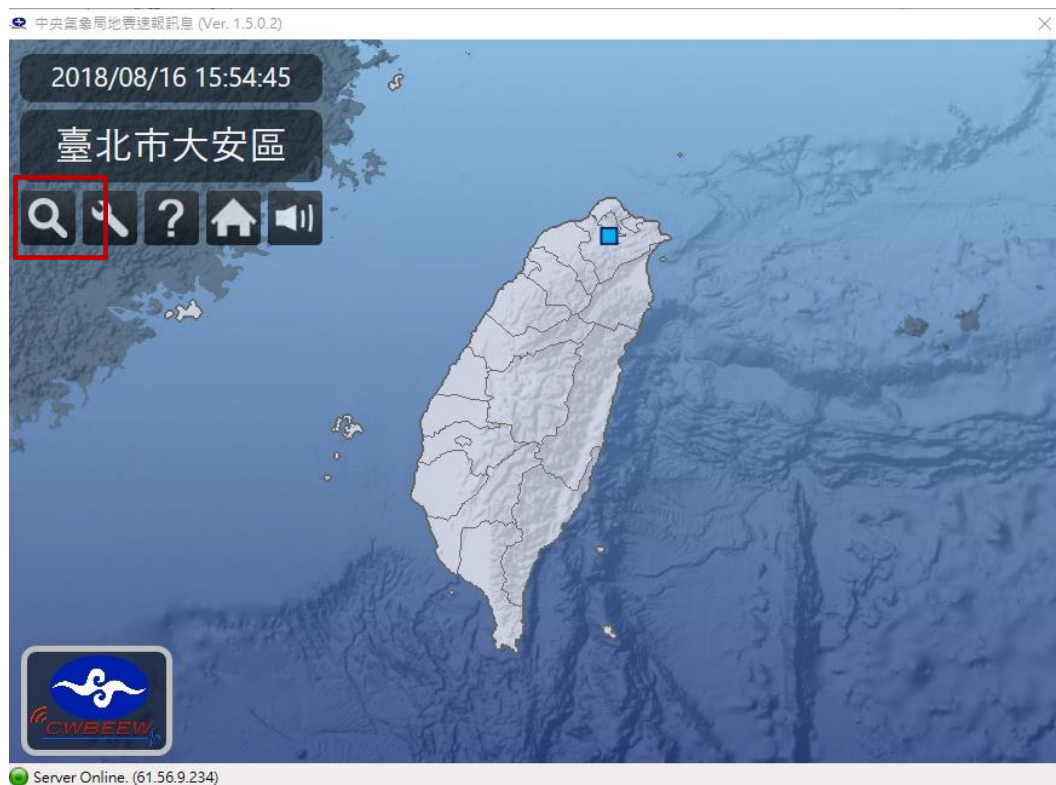 中央氣象局地震速報訊息 (Ver. 1.5.0.2)
2018/08/16 15:54:45
臺北市大安區
?
CWBEEW
Server Online. (61.56.9.234)